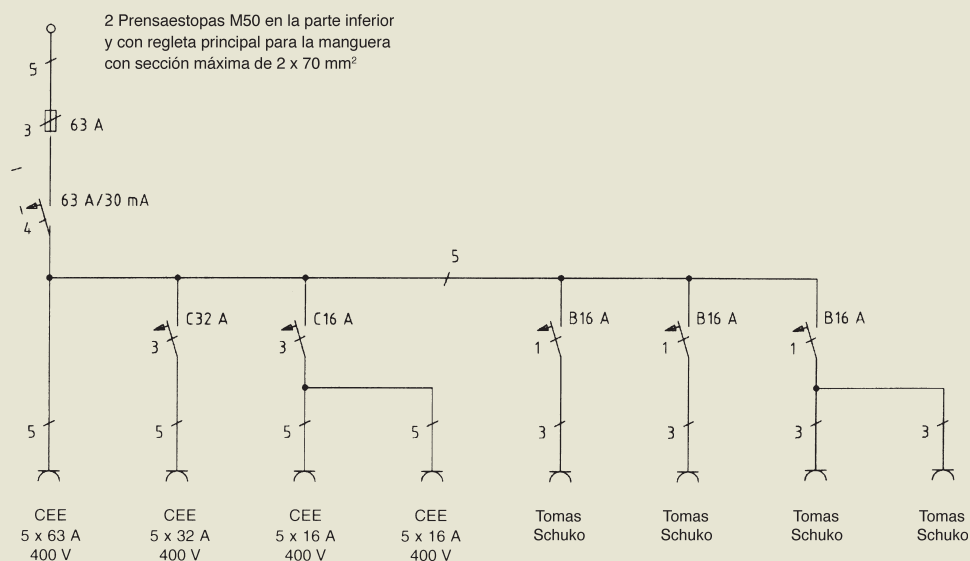 2 Prensaestopas M50 en la parte inferior
y con regleta principal para la manguera
con sección máxima de 2 x 70 mm²
5
3 63 A
63 A/30 mA
4
5
C32 A
3
C16 A
3
B16 A
1
B16 A
1
B16 A
1
5 5 5 5 3 3 3 3
CEE
5 x 63 A
400 V
CEE
5 x 32 A
400 V
CEE
5 x 16 A
400 V
CEE
5 x 16 A
400 V
Tomas
Schuko
Tomas
Schuko
Tomas
Schuko
Tomas
Schuko